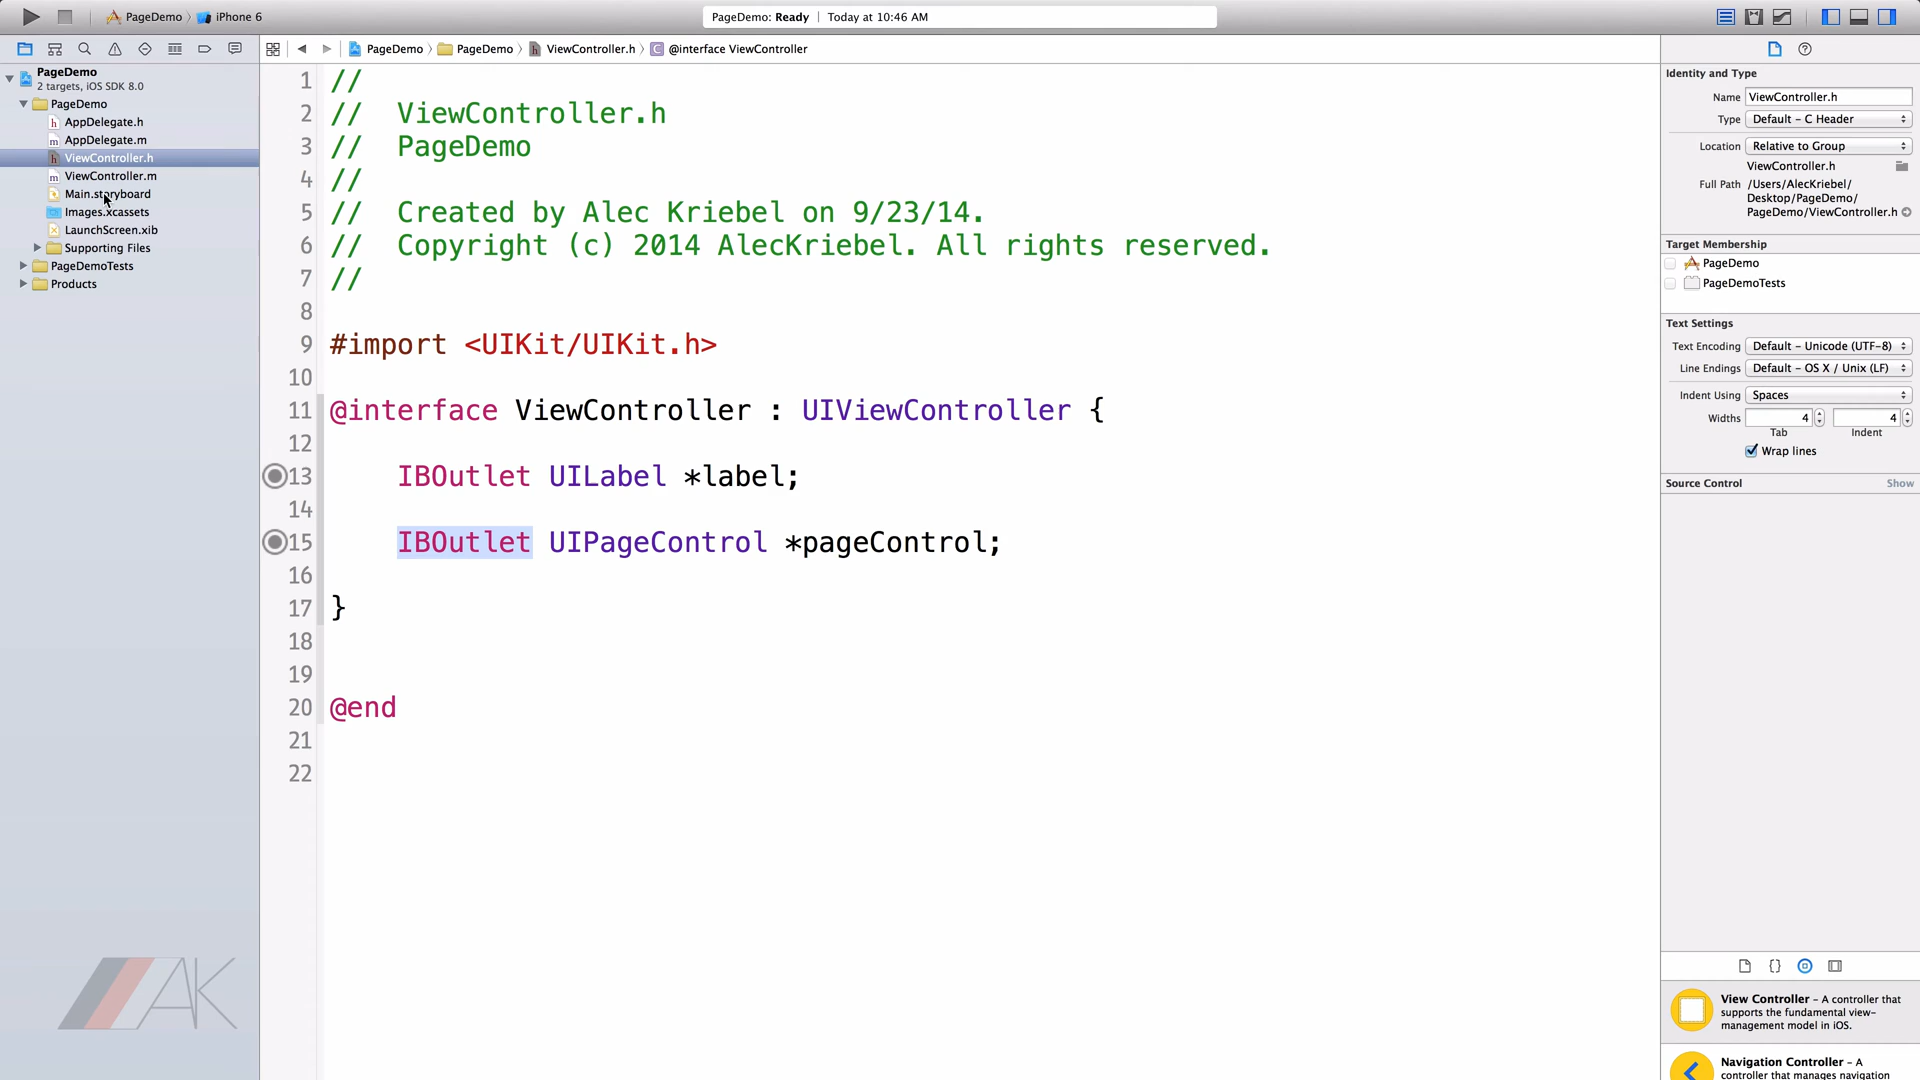 PageDemo
iPhone 6
PageDemo: Ready
Today at 10:46 AM
PageDemo
PageDemo
ViewController.h
C
@interface ViewController
PageDemo
2 targets, iOS SDK 8.0
PageDemo
h AppDelegate.h
m AppDelegate.m
h ViewController.h
m ViewController.m
Main.storyboard
Images.xcassets
LaunchScreen.xib
Supporting Files
PageDemoTests
Products
AK
1 //
2 // ViewController.h
3 // PageDemo
4 //
5 // Created by Alec Kriebel on 9/23/14.
6 // Copyright (c) 2014 AlecKriebel. All rights reserved.
7 //
8
9 #import <UIKit/UIKit.h>
10
11 @interface ViewController : UIViewController {
12
13 IBOutlet UILabel *label;
14
15 IBOutlet UIPageControl *pageControl;
16
17 }
18
19
20 @end
21
22
Identity and Type
Name ViewController.h
Type Default - C Header
Location Relative to Group
ViewController.h
Full Path /Users/AlecKriebel/
Desktop/PageDemo/
PageDemo/ViewController.h
Target Membership
PageDemo
PageDemoTests
Text Settings
Text Encoding Default - Unicode (UTF-8)
Line Endings Default - OS X / Unix (LF)
Indent Using Spaces
Widths 4 4
Tab Indent
Wrap lines
Source Control Show
{}
View Controller - A controller that
supports the fundamental view-
management model in iOS.
Navigation Controller - A
controller that manages navigation